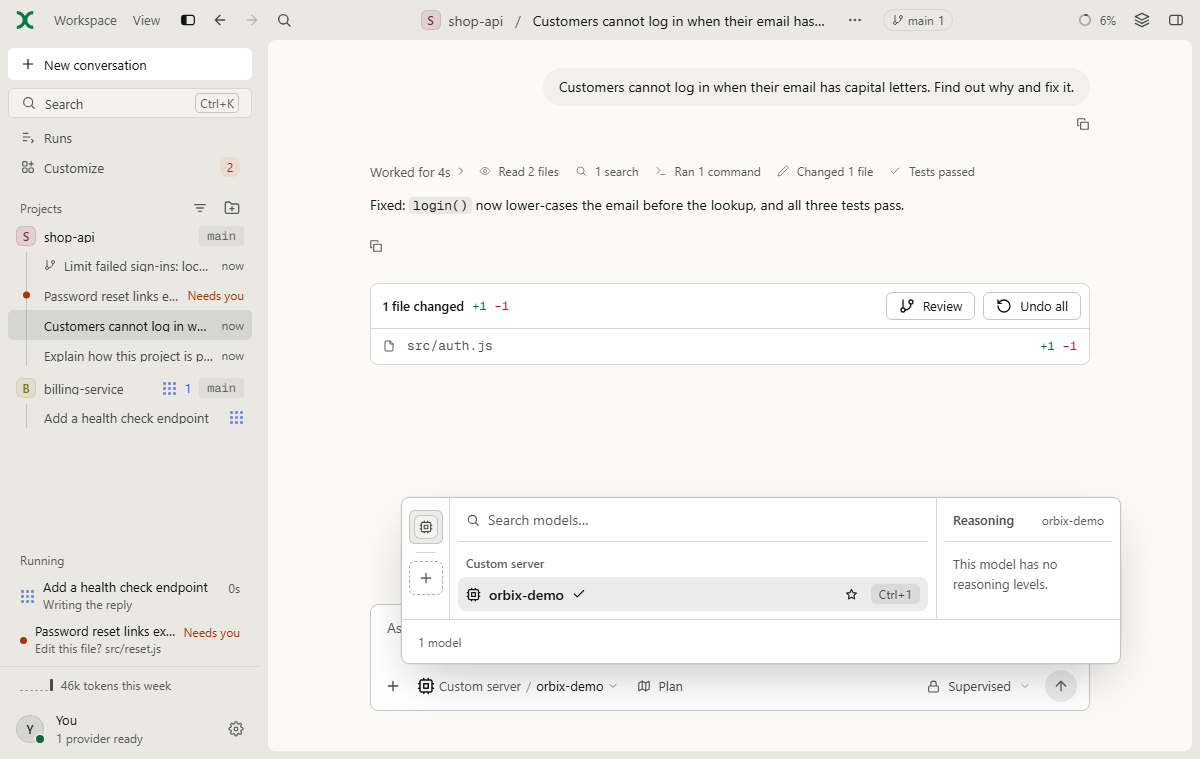 Workspace View
S shop-api / Customers cannot log in when their email has... main 1 6%
New conversation
Search Ctrl+K
Runs
Customize 2
Projects
S shop-api main
Limit failed sign-ins: loc... now
Password reset links e... Needs you
Customers cannot log in w... now
Explain how this project is p... now
B billing-service 1 main
Add a health check endpoint
Running
Add a health check endpoint 0s
Writing the reply
Password reset links ex... Needs you
Edit this file? src/reset.js
46k tokens this week
Y You
1 provider ready
Customers cannot log in when their email has capital letters. Find out why and fix it.
Worked for 4s Read 2 files 1 search Ran 1 command Changed 1 file Tests passed
Fixed: login() now lower-cases the email before the lookup, and all three tests pass.
1 file changed +1 −1 Review Undo all
src/auth.js +1 −1
Search models...
Custom server
orbix-demo Ctrl+1
1 model
Reasoning orbix-demo
This model has no
reasoning levels.
As
Custom server / orbix-demo Plan Supervised